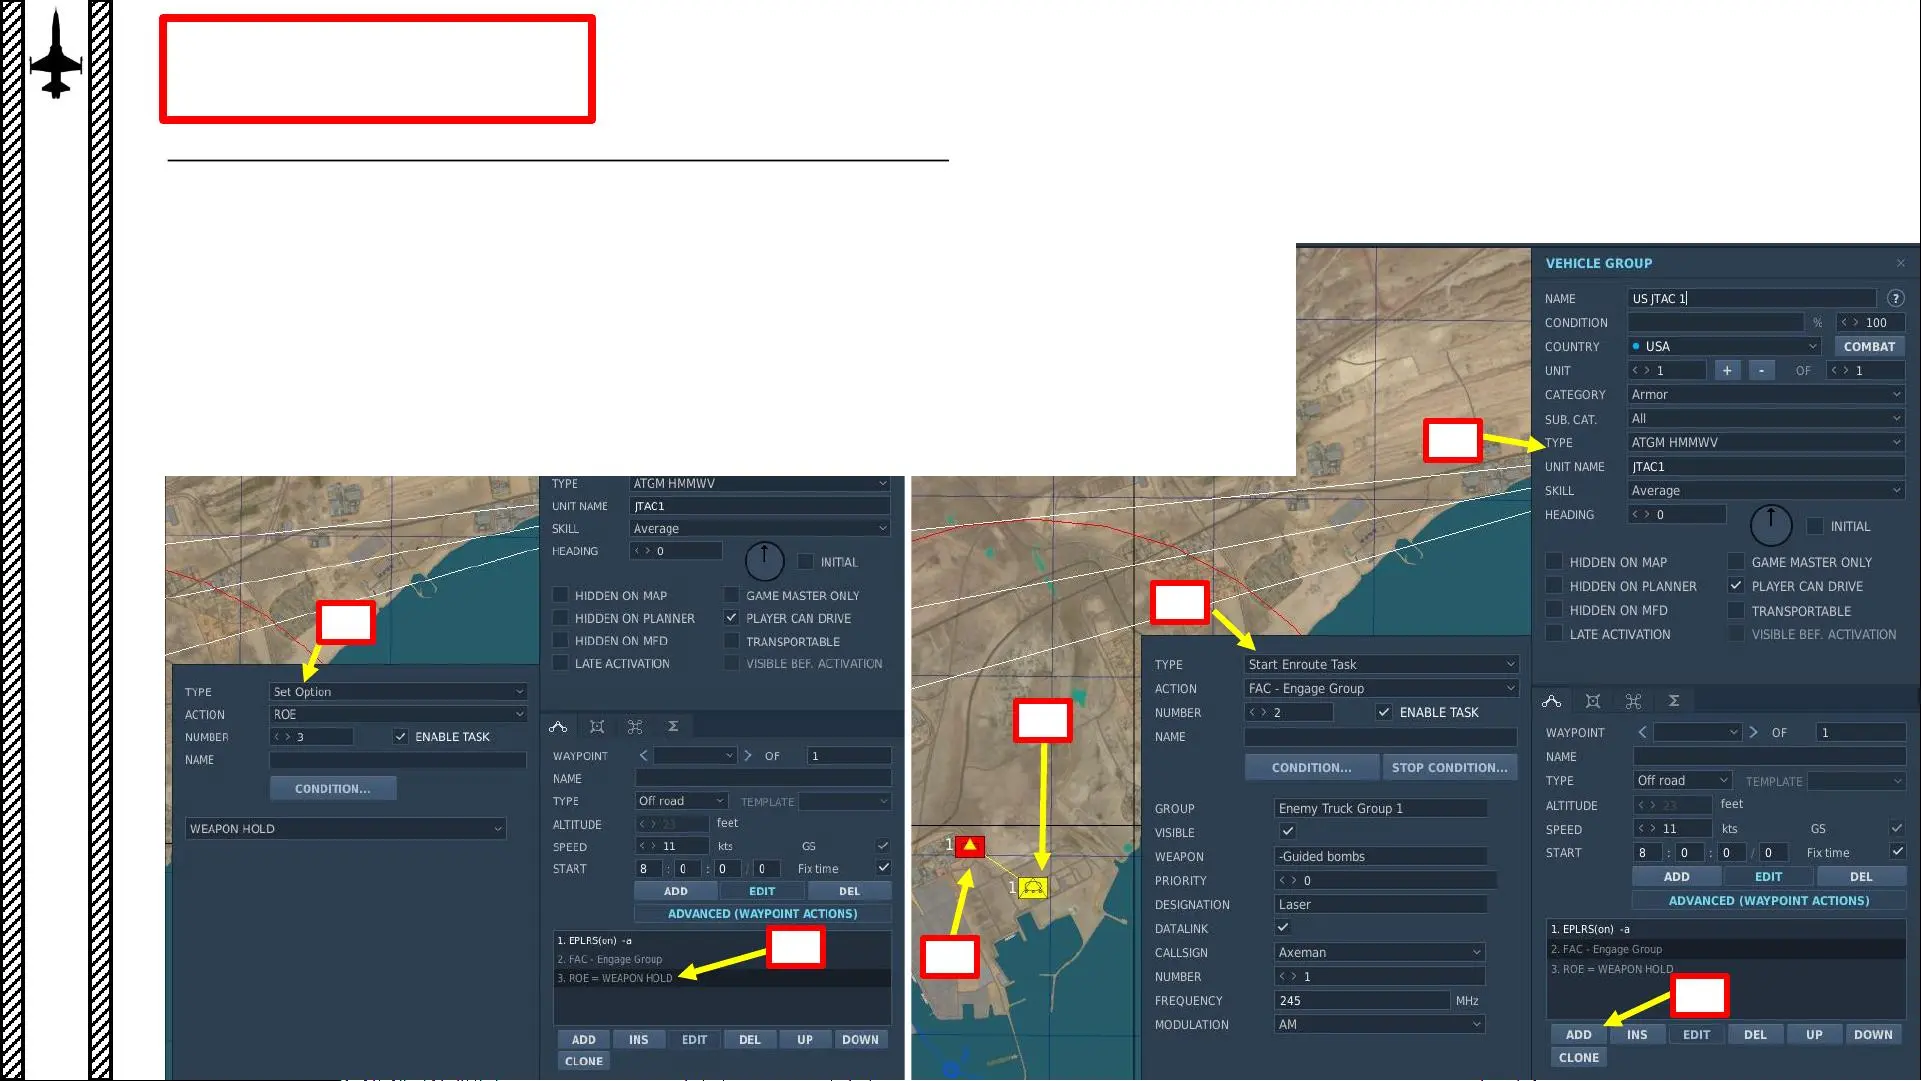 VEHICLE GROUP
NAME US JTAC 1 ?
CONDITION % < > 100
COUNTRY USA COMBAT
UNIT < > 1 + - OF < > 1
CATEGORY Armor
SUB. CAT. All
TYPE ATGM HMMWV
UNIT NAME JTAC1
SKILL Average
HEADING < > 0
INITIAL
HIDDEN ON MAP GAME MASTER ONLY
HIDDEN ON PLANNER PLAYER CAN DRIVE
HIDDEN ON MFD TRANSPORTABLE
LATE ACTIVATION VISIBLE BEF. ACTIVATION
WAYPOINT < > OF 1
NAME
TYPE Off road TEMPLATE
ALTITUDE < > 23 feet
SPEED < > 11 kts GS
START 8 : 0 : 0 / 0 Fix time
ADD EDIT DEL
ADVANCED (WAYPOINT ACTIONS)
1. EPLRS(on) -a
2. FAC - Engage Group
3. ROE = WEAPON HOLD
ADD INS EDIT DEL UP DOWN
CLONE
TYPE ATGM HMMWV
UNIT NAME JTAC1
SKILL Average
HEADING < > 0
INITIAL
HIDDEN ON MAP GAME MASTER ONLY
HIDDEN ON PLANNER PLAYER CAN DRIVE
HIDDEN ON MFD TRANSPORTABLE
LATE ACTIVATION VISIBLE BEF. ACTIVATION
TYPE Set Option
ACTION ROE
NUMBER < > 3 ENABLE TASK
NAME
CONDITION...
WEAPON HOLD
WAYPOINT < > OF 1
NAME
TYPE Off road TEMPLATE
ALTITUDE < > 23 feet
SPEED < > 11 kts GS
START 8 : 0 : 0 / 0 Fix time
ADD EDIT DEL
ADVANCED (WAYPOINT ACTIONS)
1. EPLRS(on) -a
2. FAC - Engage Group
3. ROE = WEAPON HOLD
ADD INS EDIT DEL UP DOWN
CLONE
1
1
TYPE Start Enroute Task
ACTION FAC - Engage Group
NUMBER < > 2 ENABLE TASK
NAME
CONDITION... STOP CONDITION...
GROUP Enemy Truck Group 1
VISIBLE
WEAPON -Guided bombs
PRIORITY < > 0
DESIGNATION Laser
DATALINK
CALLSIGN Axeman
NUMBER < > 1
FREQUENCY 245 MHz
MODULATION AM